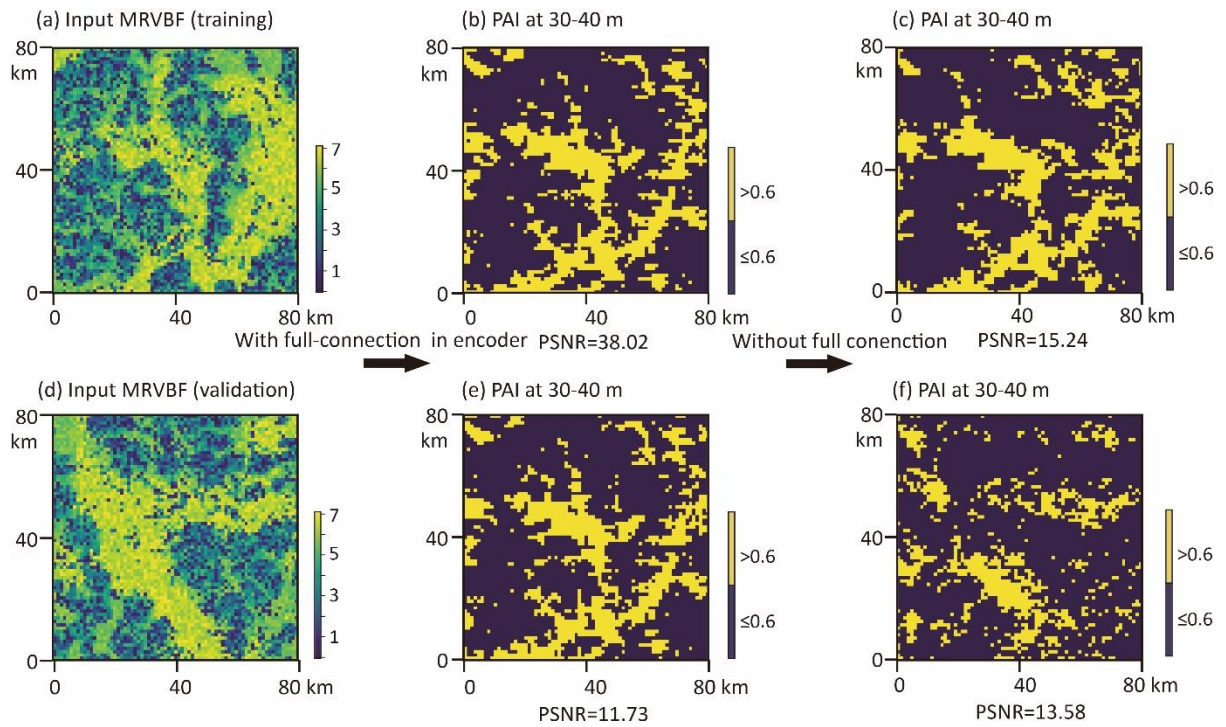 (a) Input MRVBF (training)
(b) PAI at 30-40 m
(c) PAI at 30-40 m
80
km
40
0
0
40
80 km
7
5
3
1
80
km
40
0
0
40
80 km
>0.6
≤0.6
80
km
40
0
0
40
80 km
>0.6
≤0.6
With full-connection in encoder
PSNR=38.02
Without full conenction
PSNR=15.24
(d) Input MRVBF (validation)
(e) PAI at 30-40 m
(f) PAI at 30-40 m
80
km
40
0
0
40
80 km
7
5
3
1
80
km
40
0
0
40
80 km
>0.6
≤0.6
80
km
40
0
0
40
80 km
>0.6
≤0.6
PSNR=11.73
PSNR=13.58